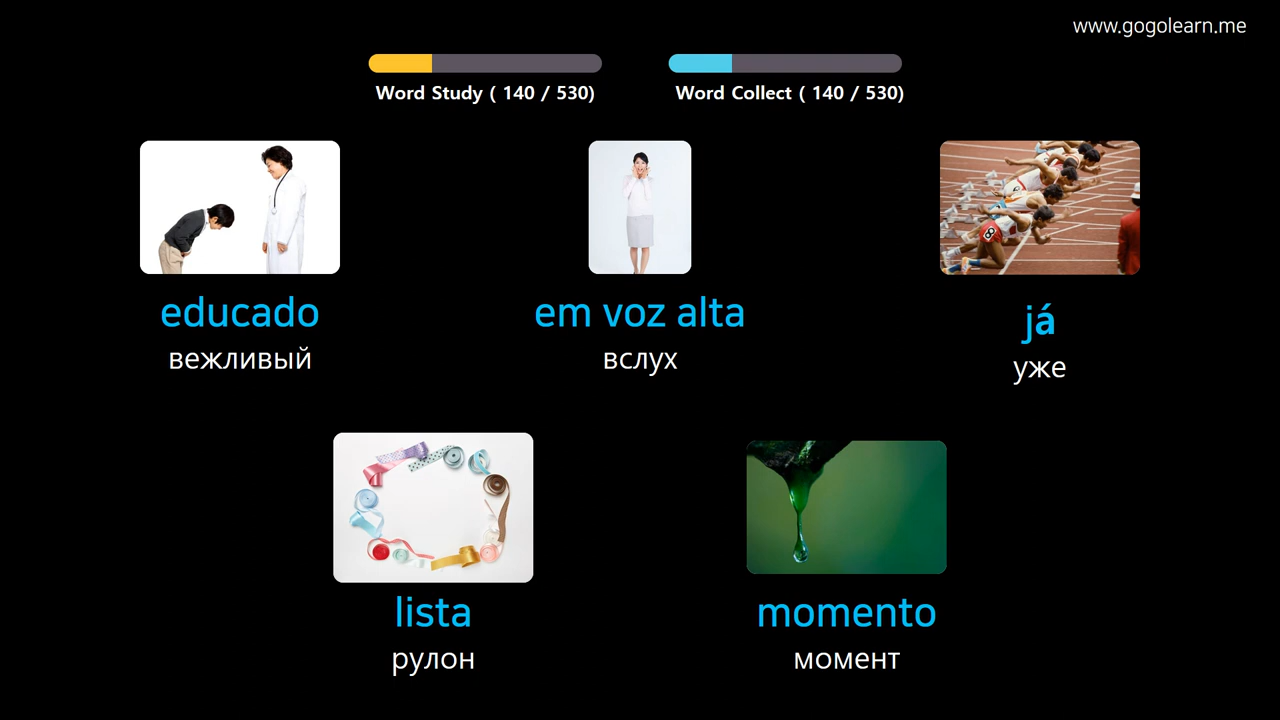 www.gogolearn.me
Word Study ( 140 / 530)
Word Collect ( 140 / 530)
educado
вежливый
em voz alta
вслух
já
уже
lista
рулон
momento
момент